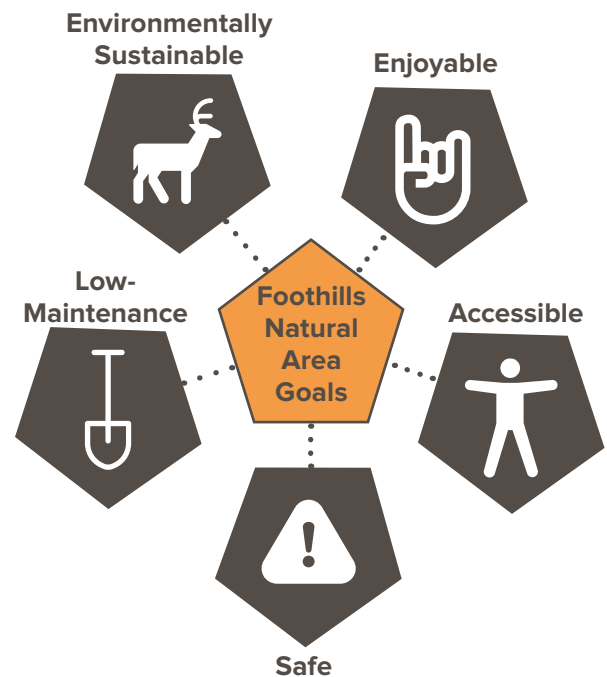 Environmentally
Sustainable
Enjoyable
Low-
Maintenance
Foothills
Natural
Area
Goals
Accessible
!
Safe